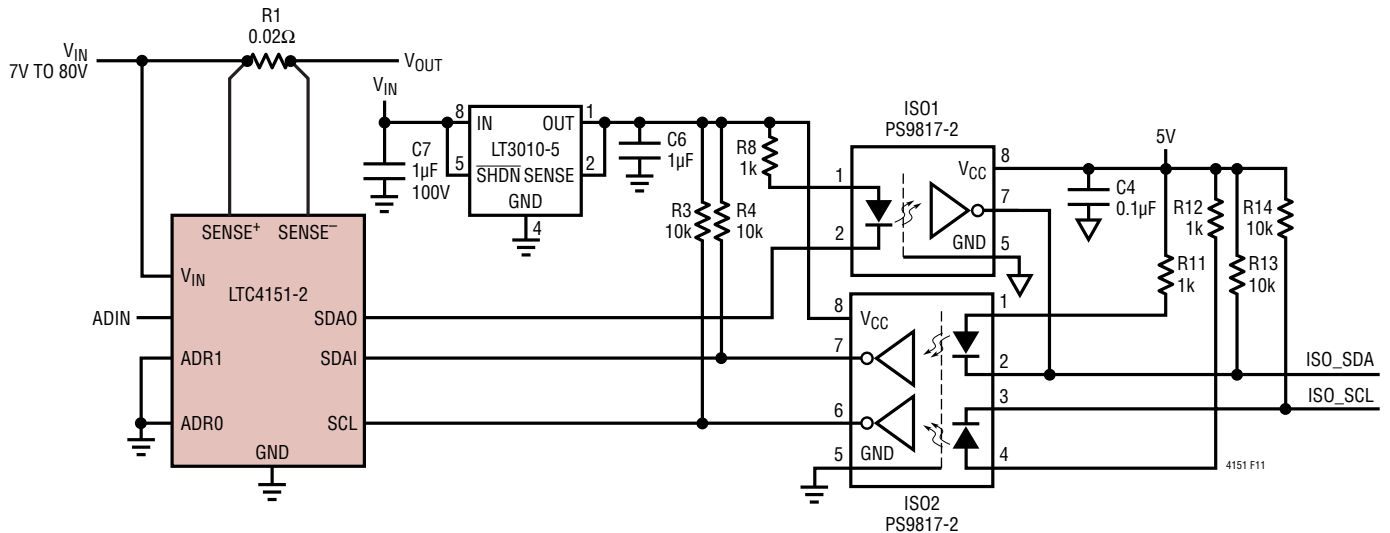 R1
0.02Ω
VIN
7V TO 80V
VOUT
VIN
C7
1µF
100V
8
IN
OUT
1
LT3010-5
5
SHDN
SENSE
2
GND
4
C6
1µF
R8
1k
R3
10k
R4
10k
ISO1
PS9817-2
1
2
VCC
8
7
GND
5
5V
C4
0.1µF
R12
1k
R14
10k
R11
1k
R13
10k
SENSE+
SENSE–
VIN
LTC4151-2
ADIN
SDAO
ADR1
SDAI
ADR0
SCL
GND
8
VCC
7
6
5
GND
1
2
3
4
ISO2
PS9817-2
ISO_SDA
ISO_SCL
4151 F11